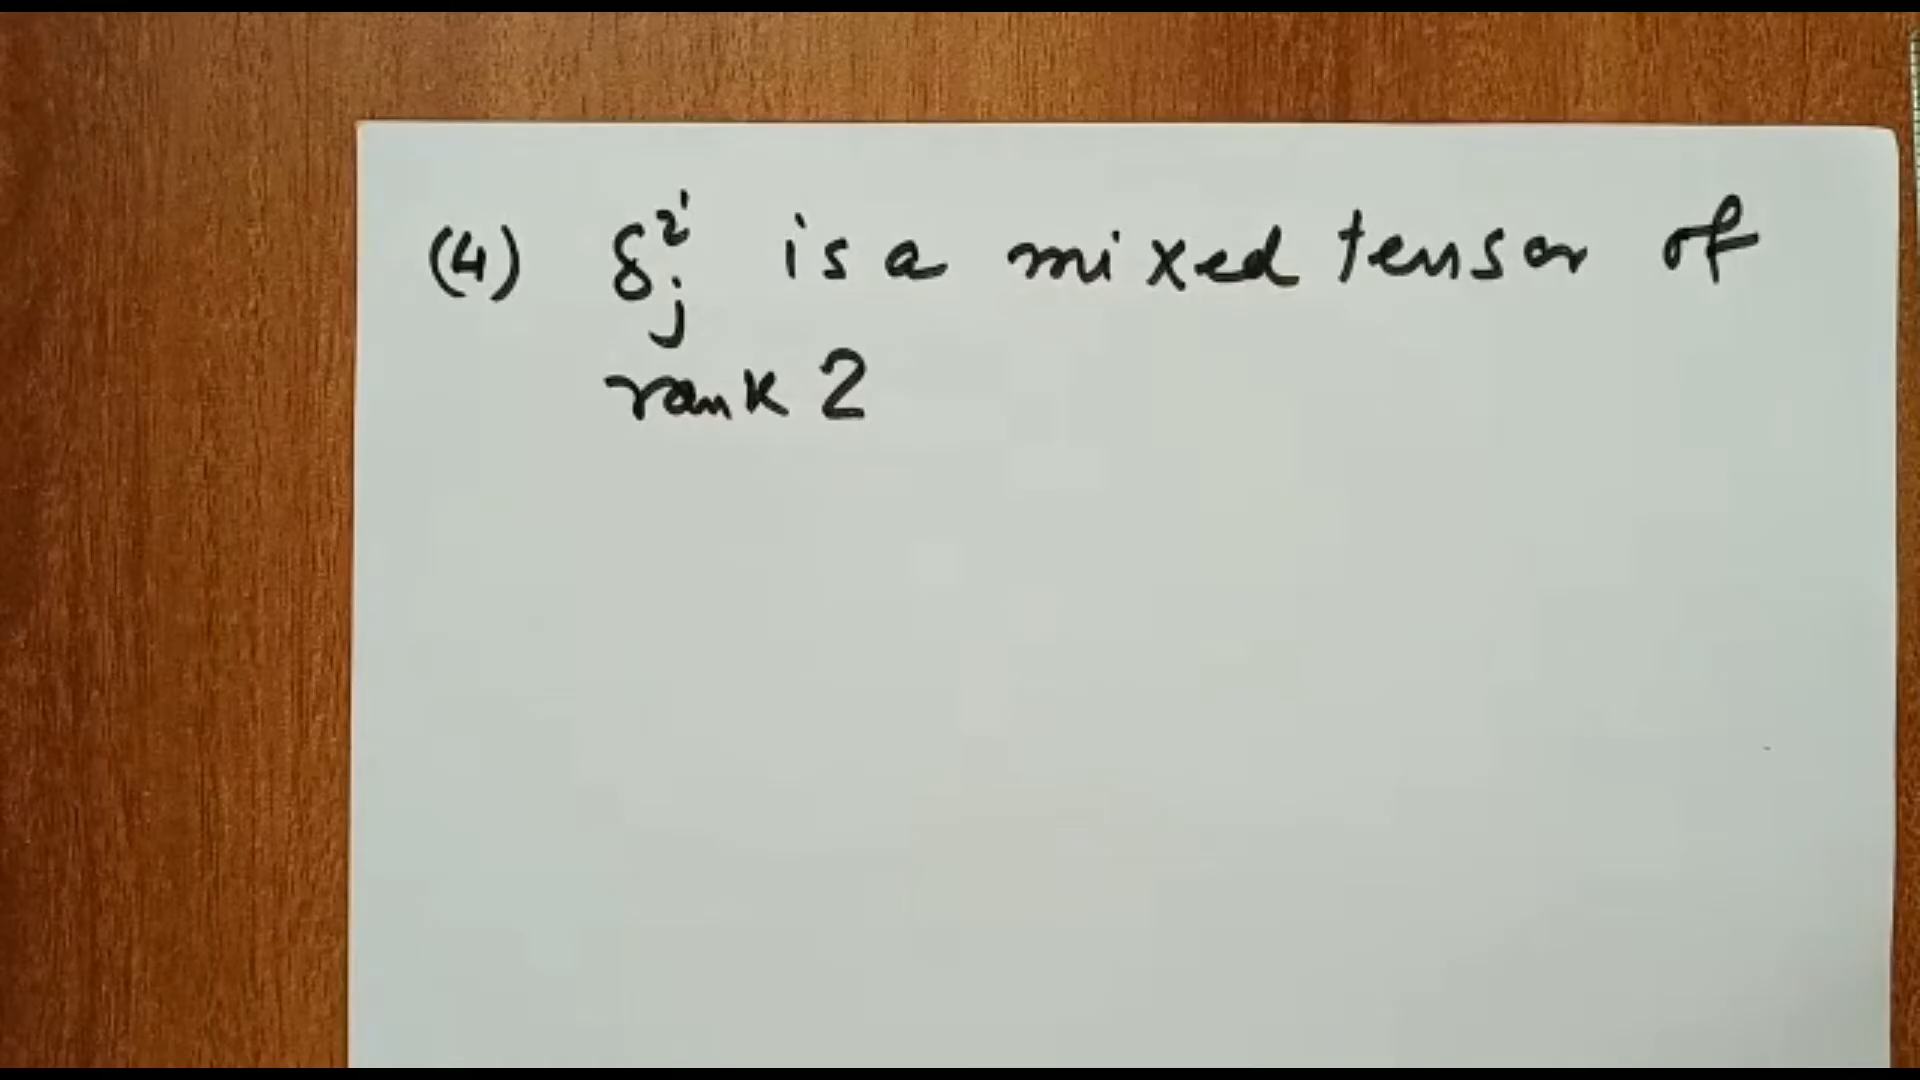 (4) δⁱⱼ is a mixed tensor of
rank 2